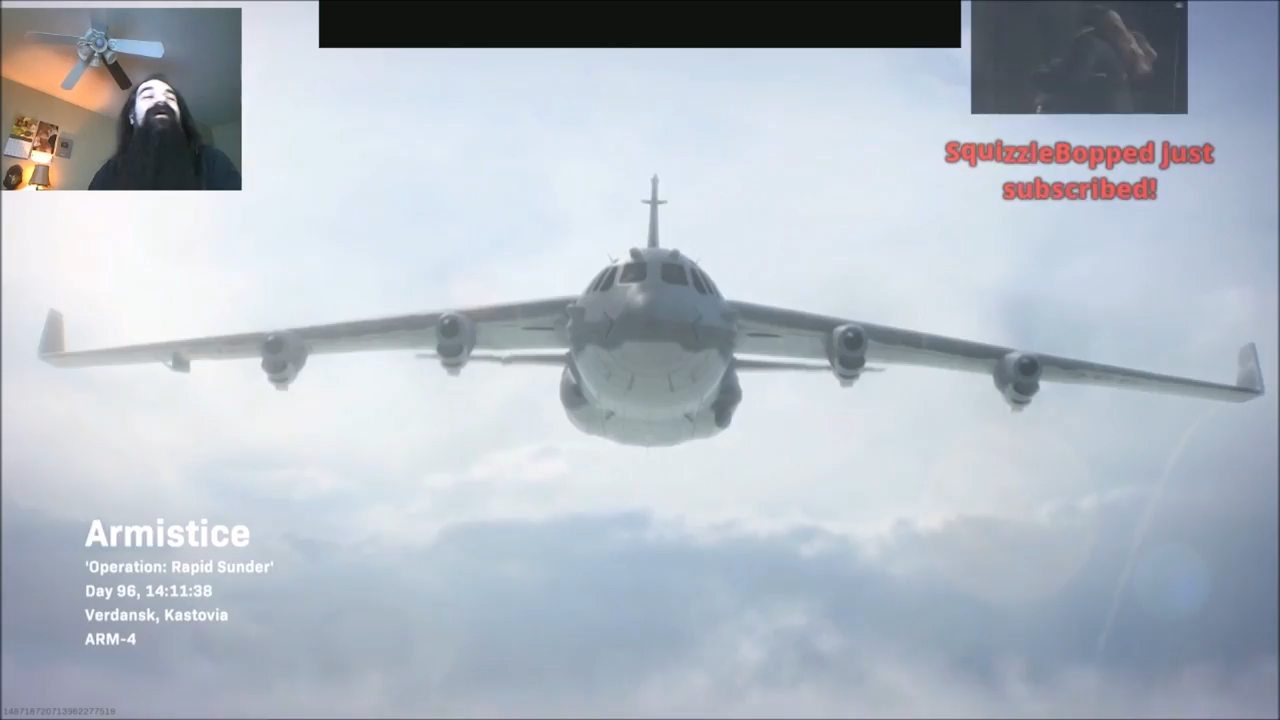 SquizzleBopped just
subscribed!
Armistice
'Operation: Rapid Sunder'
Day 96, 14:11:38
Verdansk, Kastovia
ARM-4